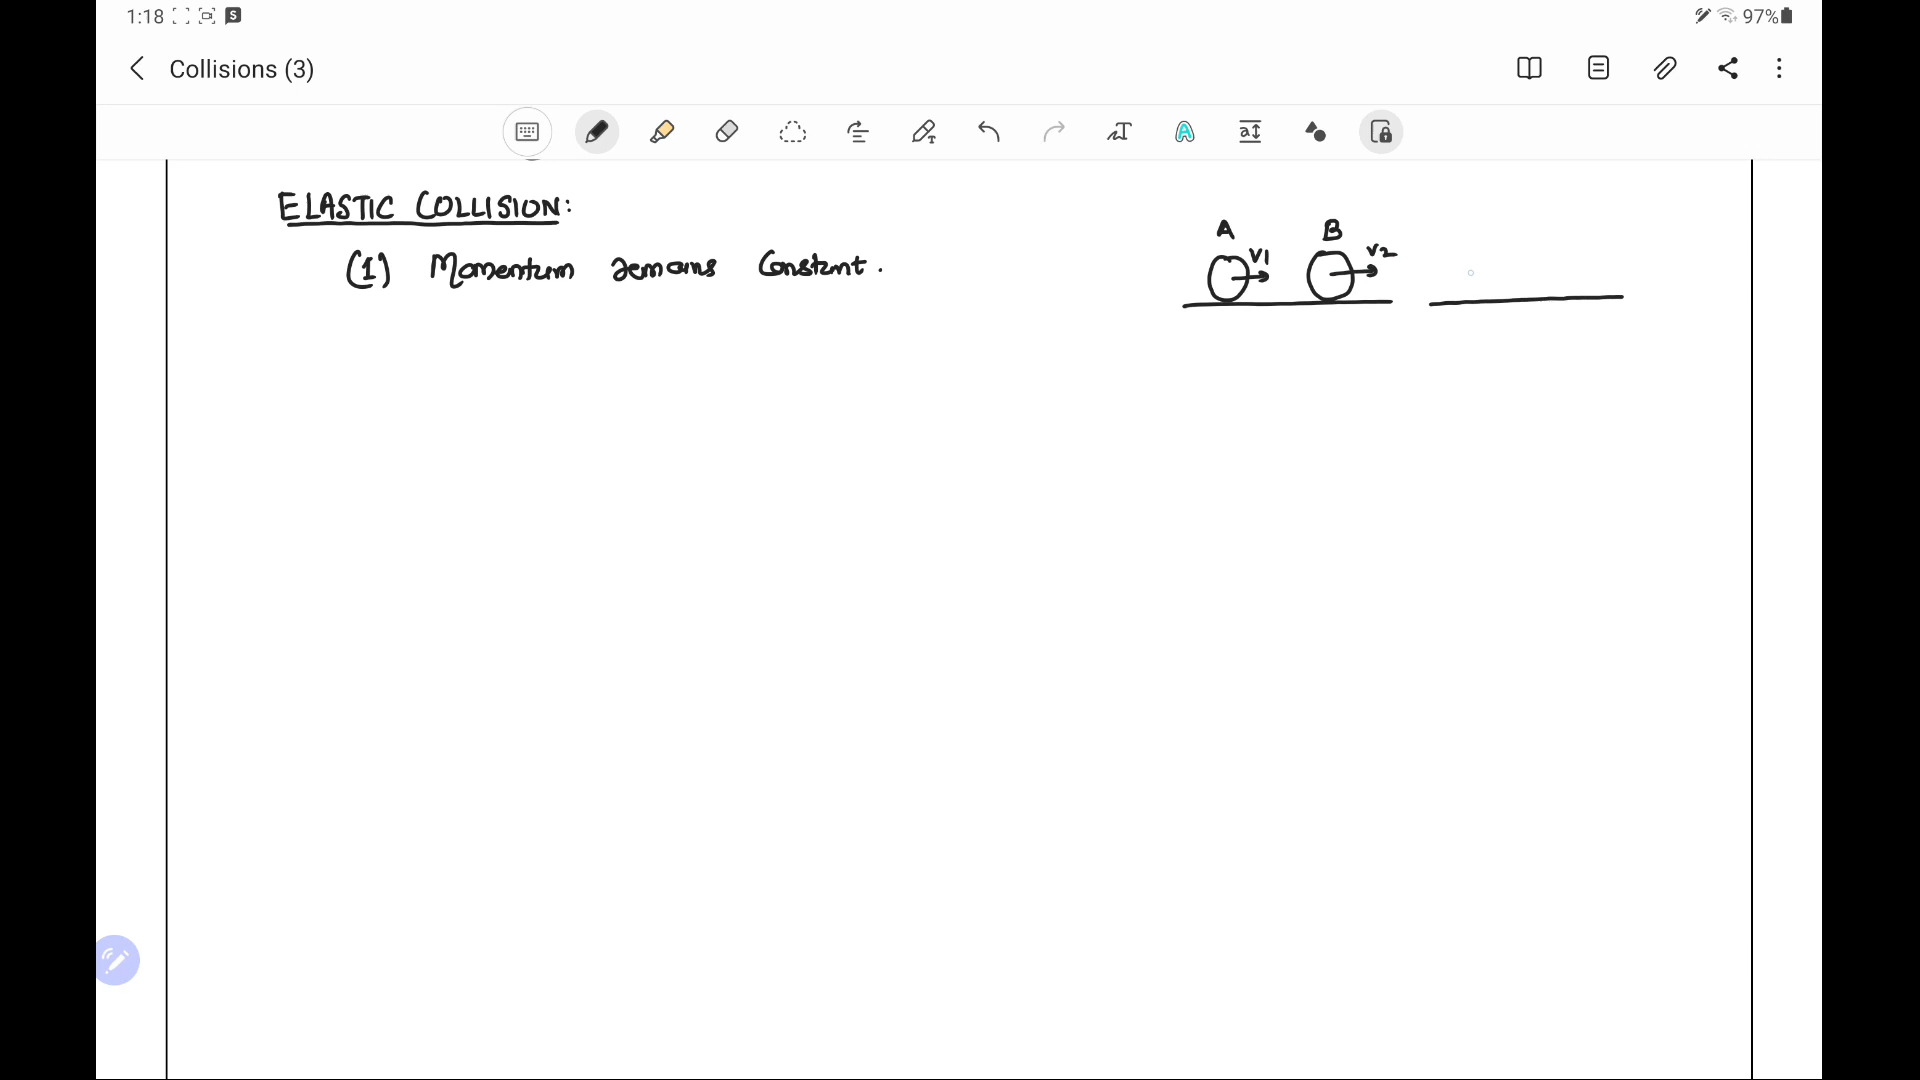 1:18 S 97%
Collisions (3)
ELASTIC COLLISION:
A B
V1 V2
(1) Momentum remains Constant.